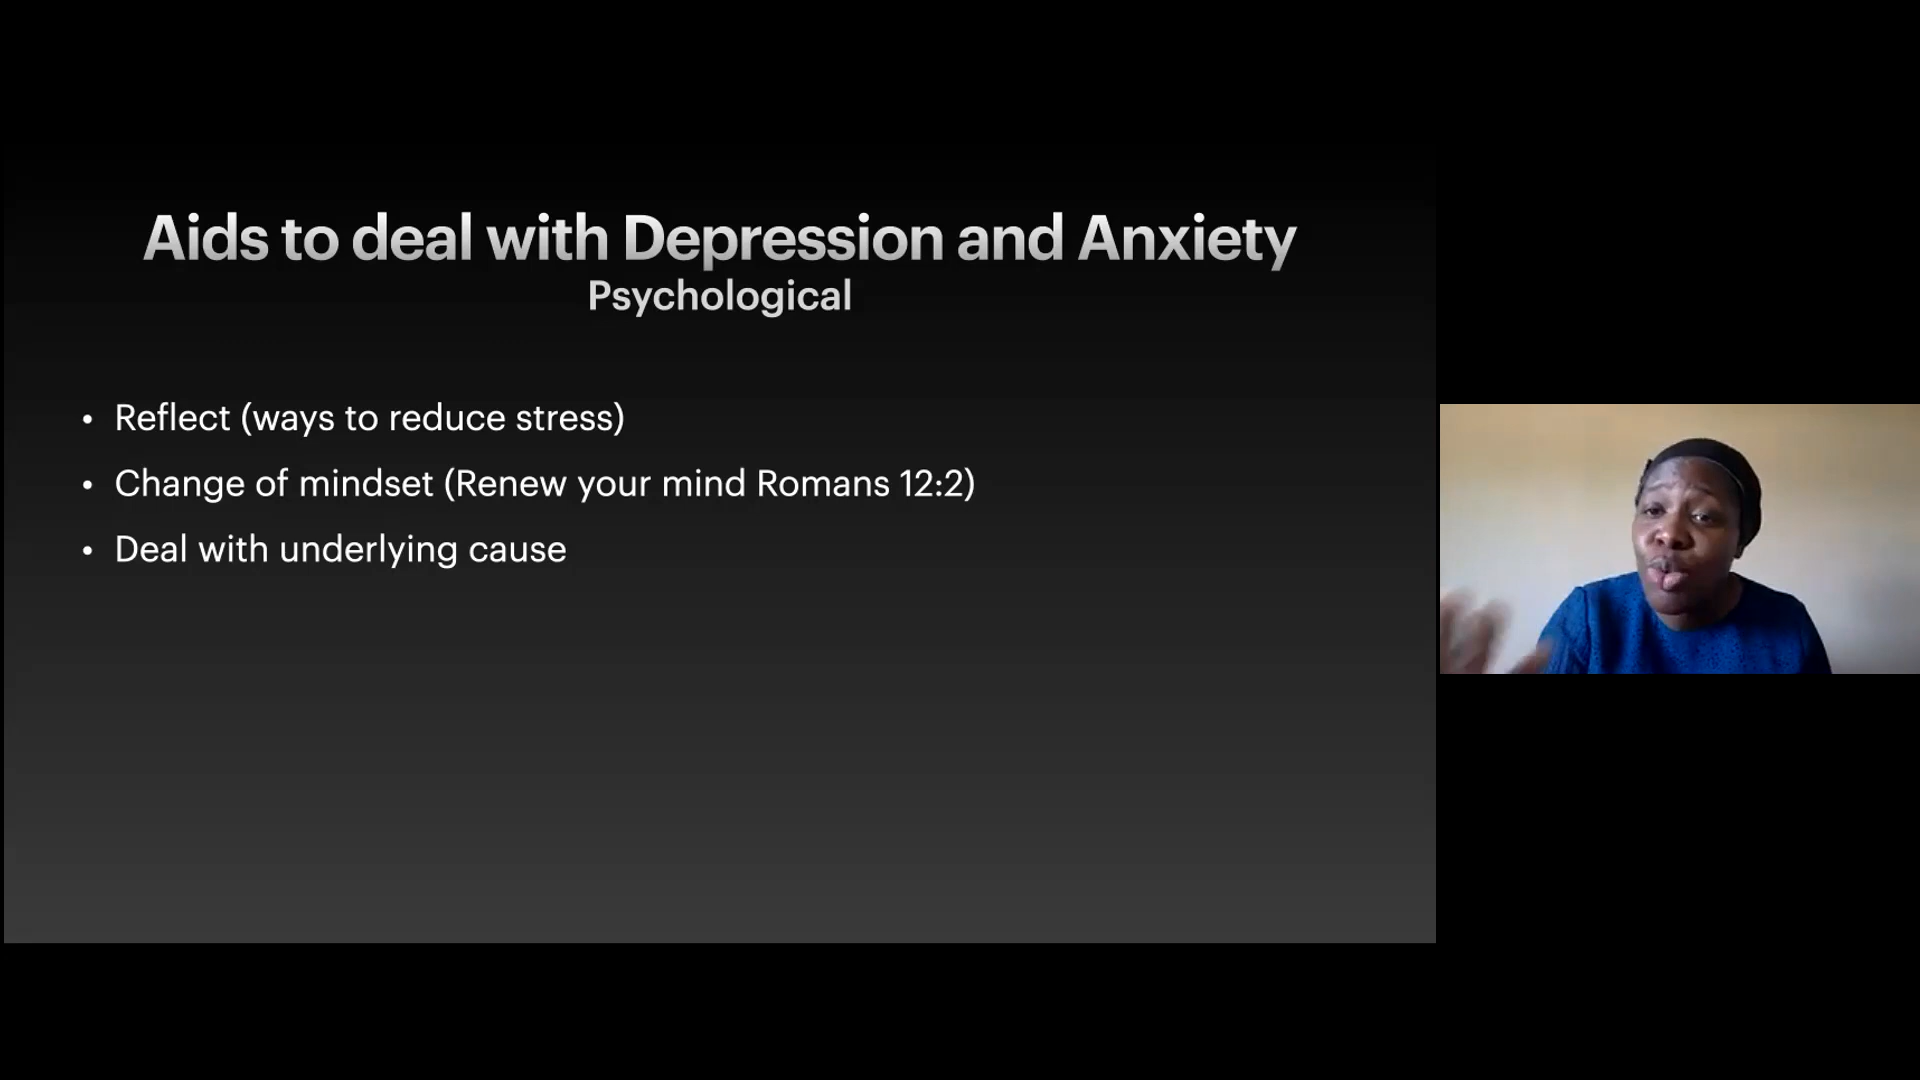 Aids to deal with Depression and Anxiety
Psychological
• Reflect (ways to reduce stress)
• Change of mindset (Renew your mind Romans 12:2)
• Deal with underlying cause